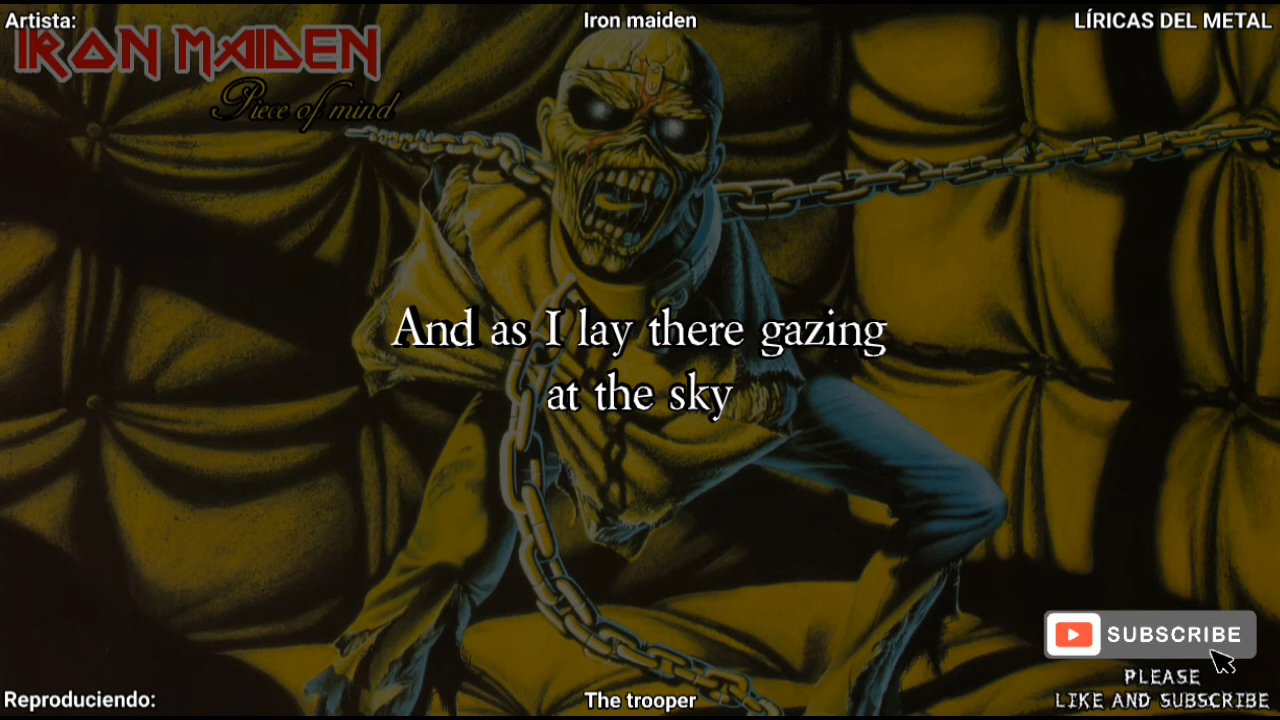 Artista:
Iron maiden
LÍRICAS DEL METAL
IRON MAIDEN
Piece of mind
And as I lay there gazing
at the sky
SUBSCRIBE
PLEASE
LIKE AND SUBSCRIBE
Reproduciendo:
The trooper